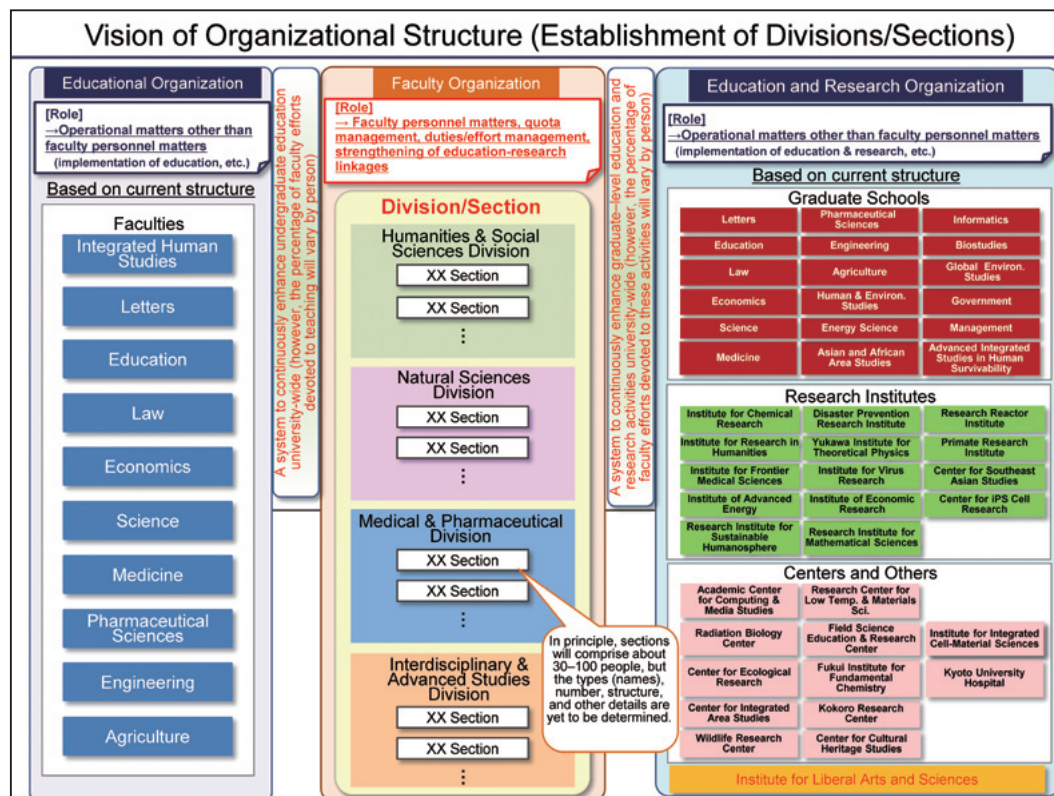 Vision of Organizational Structure (Establishment of Divisions/Sections)
Educational Organization
[Role]
→Operational matters other than
faculty personnel matters
(implementation of education, etc.)
Based on current structure
Faculties
Integrated Human
Studies
Letters
Education
Law
Economics
Science
Medicine
Pharmaceutical
Sciences
Engineering
Agriculture
A system to continuously enhance undergraduate education
university-wide (however, the percentage of faculty efforts
devoted to teaching will vary by person)
Faculty Organization
[Role]
→ Faculty personnel matters, quota
management, duties/effort management,
strengthening of education-research
linkages
Division/Section
Humanities & Social
Sciences Division
XX Section
XX Section
⋮
Natural Sciences
Division
XX Section
XX Section
⋮
Medical & Pharmaceutical
Division
XX Section
XX Section
⋮
In principle, sections
will comprise about
30–100 people, but
the types (names),
number, structure,
and other details are
yet to be determined.
Interdisciplinary &
Advanced Studies
Division
XX Section
XX Section
⋮
A system to continuously enhance graduate–level education and
research activities university-wide (however, the percentage of
faculty efforts devoted to these activities will vary by person)
Education and Research Organization
[Role]
→Operational matters other than faculty personnel matters
(implementation of education & research, etc.)
Based on current structure
Graduate Schools
Letters
Pharmaceutical
Sciences
Informatics
Education
Engineering
Biostudies
Law
Agriculture
Global Environ.
Studies
Economics
Human & Environ.
Studies
Government
Science
Energy Science
Management
Medicine
Asian and African
Area Studies
Advanced Integrated
Studies in Human
Survivability
Research Institutes
Institute for Chemical
Research
Disaster Prevention
Research Institute
Research Reactor
Institute
Institute for Research in
Humanities
Yukawa Institute for
Theoretical Physics
Primate Research
Institute
Institute for Frontier
Medical Sciences
Institute for Virus
Research
Center for Southeast
Asian Studies
Institute of Advanced
Energy
Institute of Economic
Research
Center for iPS Cell
Research
Research Institute for
Sustainable
Humanosphere
Research Institute for
Mathematical Sciences
Centers and Others
Academic Center
for Computing &
Media Studies
Research Center for
Low Temp. & Materials
Sci.
Radiation Biology
Center
Field Science
Education & Research
Center
Institute for Integrated
Cell-Material Sciences
Center for Ecological
Research
Fukui Institute for
Fundamental
Chemistry
Kyoto University
Hospital
Center for Integrated
Area Studies
Kokoro Research
Center
Wildlife Research
Center
Center for Cultural
Heritage Studies
Institute for Liberal Arts and Sciences